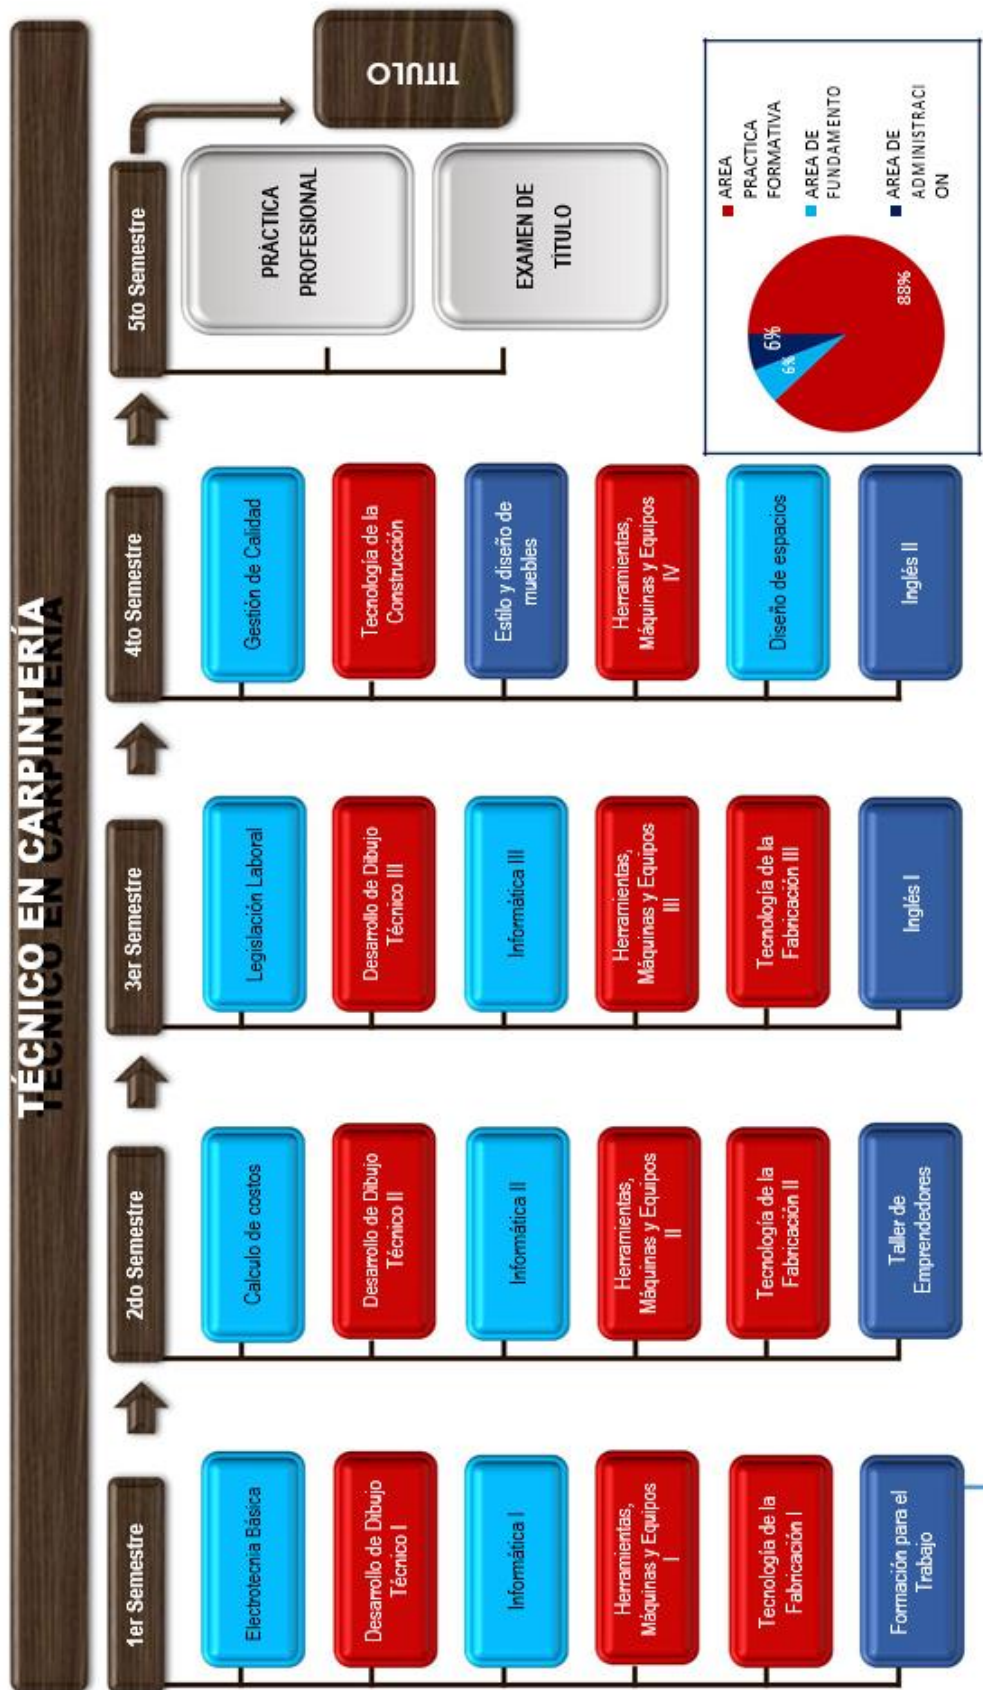 TÉCNICO EN CARPINTERÍA
1er Semestre
Electrotecnia Básica
Desarrollo de Dibujo
Técnico I
Informática I
Herramientas,
Máquinas y Equipos
I
Tecnología de la
Fabricación I
Formación para el
Trabajo
2do Semestre
Calculo de costos
Desarrollo de Dibujo
Técnico II
Informática II
Herramientas,
Máquinas y Equipos
II
Tecnología de la
Fabricación II
Taller de
Emprendedores
3er Semestre
Legislación Laboral
Desarrollo de Dibujo
Técnico III
Informática III
Herramientas,
Máquinas y Equipos
III
Tecnología de la
Fabricación III
Inglés I
4to Semestre
Gestión de Calidad
Tecnología de la
Construcción
Estilo y diseño de
muebles
Herramientas,
Máquinas y Equipos
IV
Diseño de espacios
Inglés II
5to Semestre
PRÁCTICA
PROFESIONAL
EXAMEN DE
TÍTULO
TITULO
6%
6%
88%
AREA
PRACTICA
FORMATIVA
AREA DE
FUNDAMENTO
AREA DE
ADMINISTRACI
ON